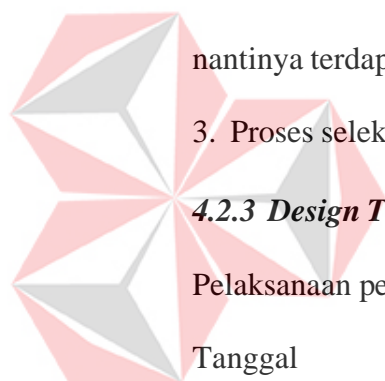 nantinya terdap
3. Proses selek
4.2.3 Design T
Pelaksanaan pe
Tanggal